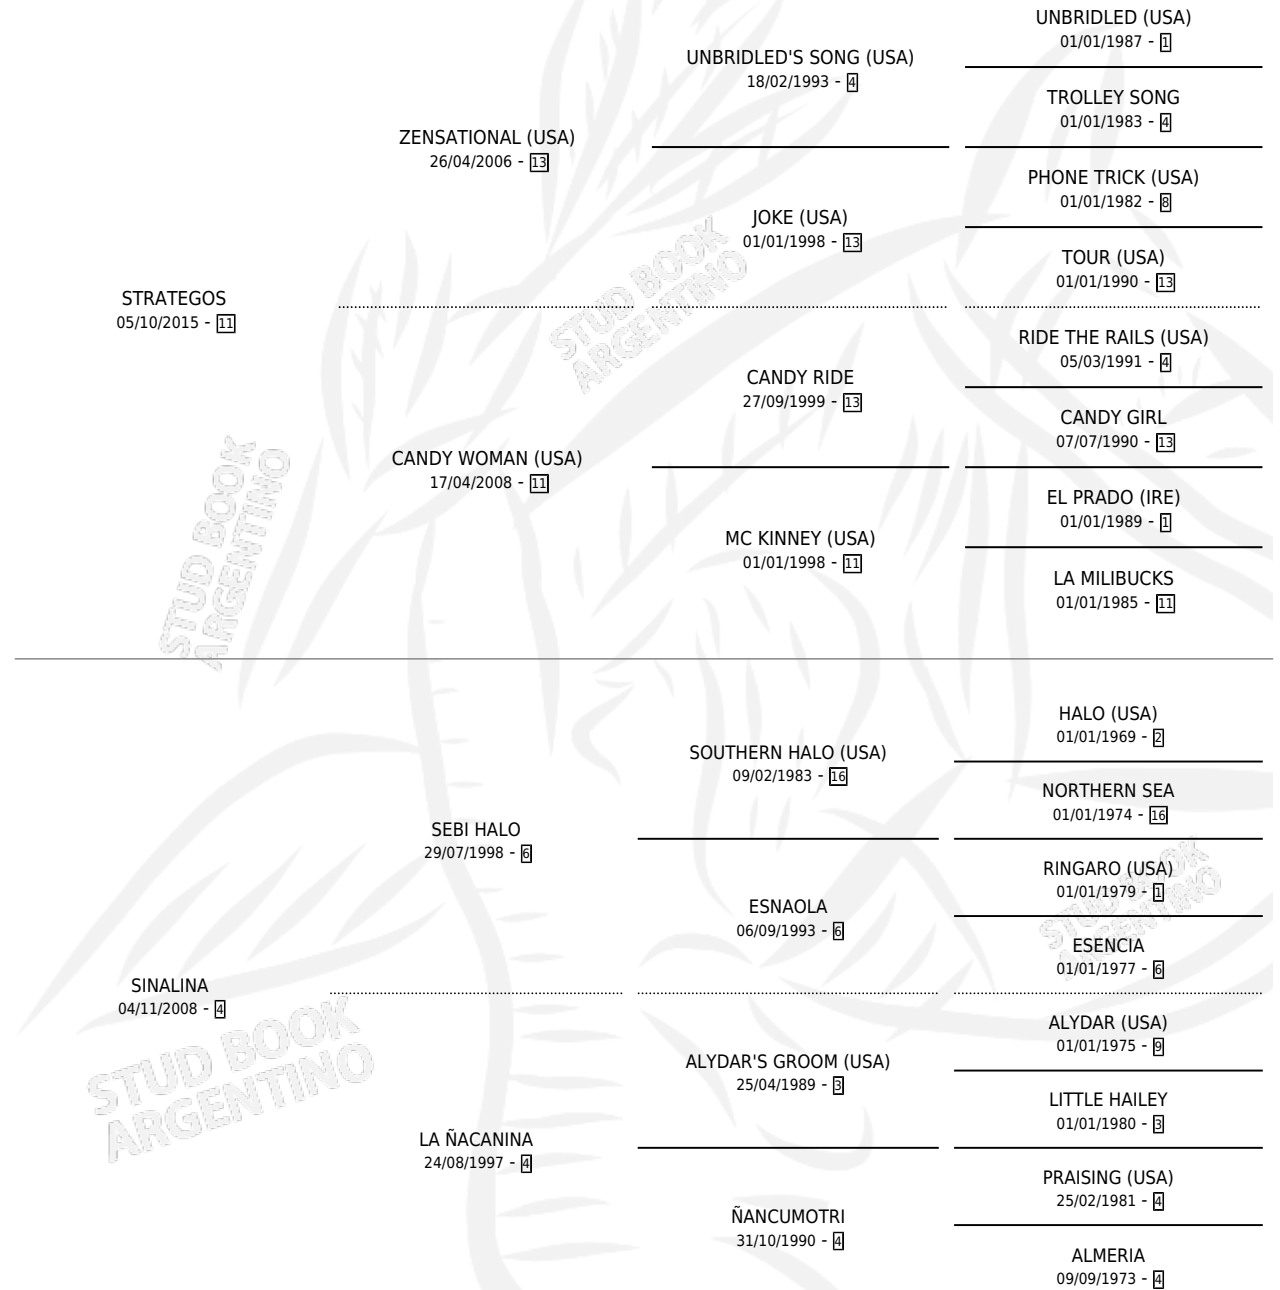 UNBRIDLED (USA)
01/01/1987 - 1
UNBRIDLED'S SONG (USA)
18/02/1993 - 4
TROLLEY SONG
01/01/1983 - 4
ZENSATIONAL (USA)
26/04/2006 - 13
PHONE TRICK (USA)
01/01/1982 - 8
JOKE (USA)
01/01/1998 - 13
TOUR (USA)
01/01/1990 - 13
STRATEGOS
05/10/2015 - 11
RIDE THE RAILS (USA)
05/03/1991 - 4
CANDY RIDE
27/09/1999 - 13
CANDY GIRL
07/07/1990 - 13
CANDY WOMAN (USA)
17/04/2008 - 11
EL PRADO (IRE)
01/01/1989 - 1
MC KINNEY (USA)
01/01/1998 - 11
LA MILIBUCKS
01/01/1985 - 11
HALO (USA)
01/01/1969 - 2
SOUTHERN HALO (USA)
09/02/1983 - 16
NORTHERN SEA
01/01/1974 - 16
SEBI HALO
29/07/1998 - 6
RINGARO (USA)
01/01/1979 - 1
ESNAOLA
06/09/1993 - 6
ESENCIA
01/01/1977 - 6
SINALINA
04/11/2008 - 4
ALYDAR (USA)
01/01/1975 - 9
ALYDAR'S GROOM (USA)
25/04/1989 - 3
LITTLE HAILEY
01/01/1980 - 3
LA ÑACANINA
24/08/1997 - 4
PRAISING (USA)
25/02/1981 - 4
ÑANCUMOTRI
31/10/1990 - 4
ALMERIA
09/09/1973 - 4
STUD BOOK
ARGENTINO
STUD BOOK
ARGENTINO
STUD BOOK
ARGENTINO
STUD BOOK
ARGENTINO